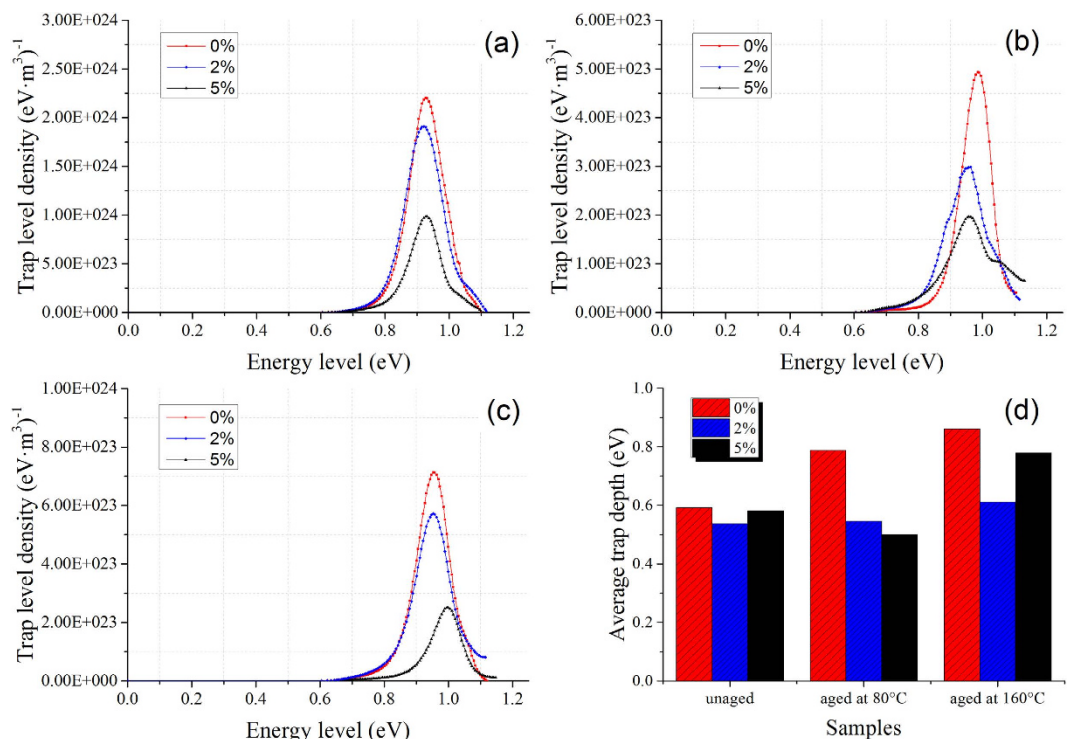 (a)
Trap level density (eV·m³)⁻¹
3.00E+024
2.50E+024
2.00E+024
1.50E+024
1.00E+024
5.00E+023
0.00E+000
0%
2%
5%
0.0 0.2 0.4 0.6 0.8 1.0 1.2
Energy level (eV)
(b)
Trap level density (eV·m³)⁻¹
6.00E+023
5.00E+023
3.00E+023
2.00E+023
1.00E+023
0.00E+000
0%
2%
5%
0.0 0.2 0.4 0.6 0.8 1.0 1.2
Energy level (eV)
(c)
Trap level density (eV·m³)⁻¹
1.00E+024
8.00E+023
6.00E+023
4.00E+023
2.00E+023
0.00E+000
0%
2%
5%
0.0 0.2 0.4 0.6 0.8 1.0 1.2
Energy level (eV)
(d)
Average trap depth (eV)
1.0
0.8
0.6
0.4
0.2
0.0
0%
2%
5%
unaged aged at 80°C aged at 160°C
Samples